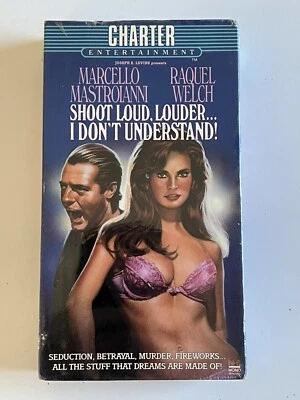 CHARTER
ENTERTAINMENT
TM
JOSEPH E. LEVINE presents
MARCELLO RAQUEL
MASTROIANNI WELCH
SHOOT LOUD, LOUDER...
I DON'T UNDERSTAND!
SEDUCTION, BETRAYAL, MURDER, FIREWORKS...
ALL THE STUFF THAT DREAMS ARE MADE OF!